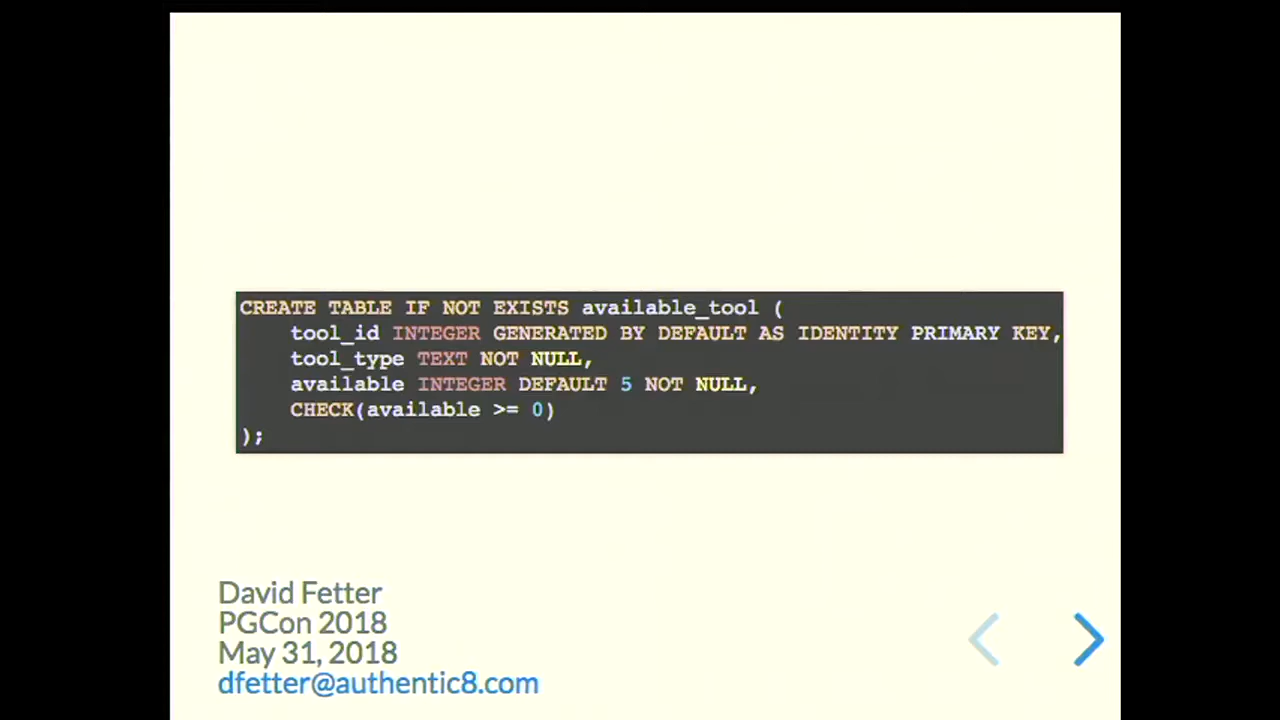 CREATE TABLE IF NOT EXISTS available_tool (
    tool_id INTEGER GENERATED BY DEFAULT AS IDENTITY PRIMARY KEY,
    tool_type TEXT NOT NULL,
    available INTEGER DEFAULT 5 NOT NULL,
    CHECK(available >= 0)
);
David Fetter
PGCon 2018
May 31, 2018
dfetter@authentic8.com